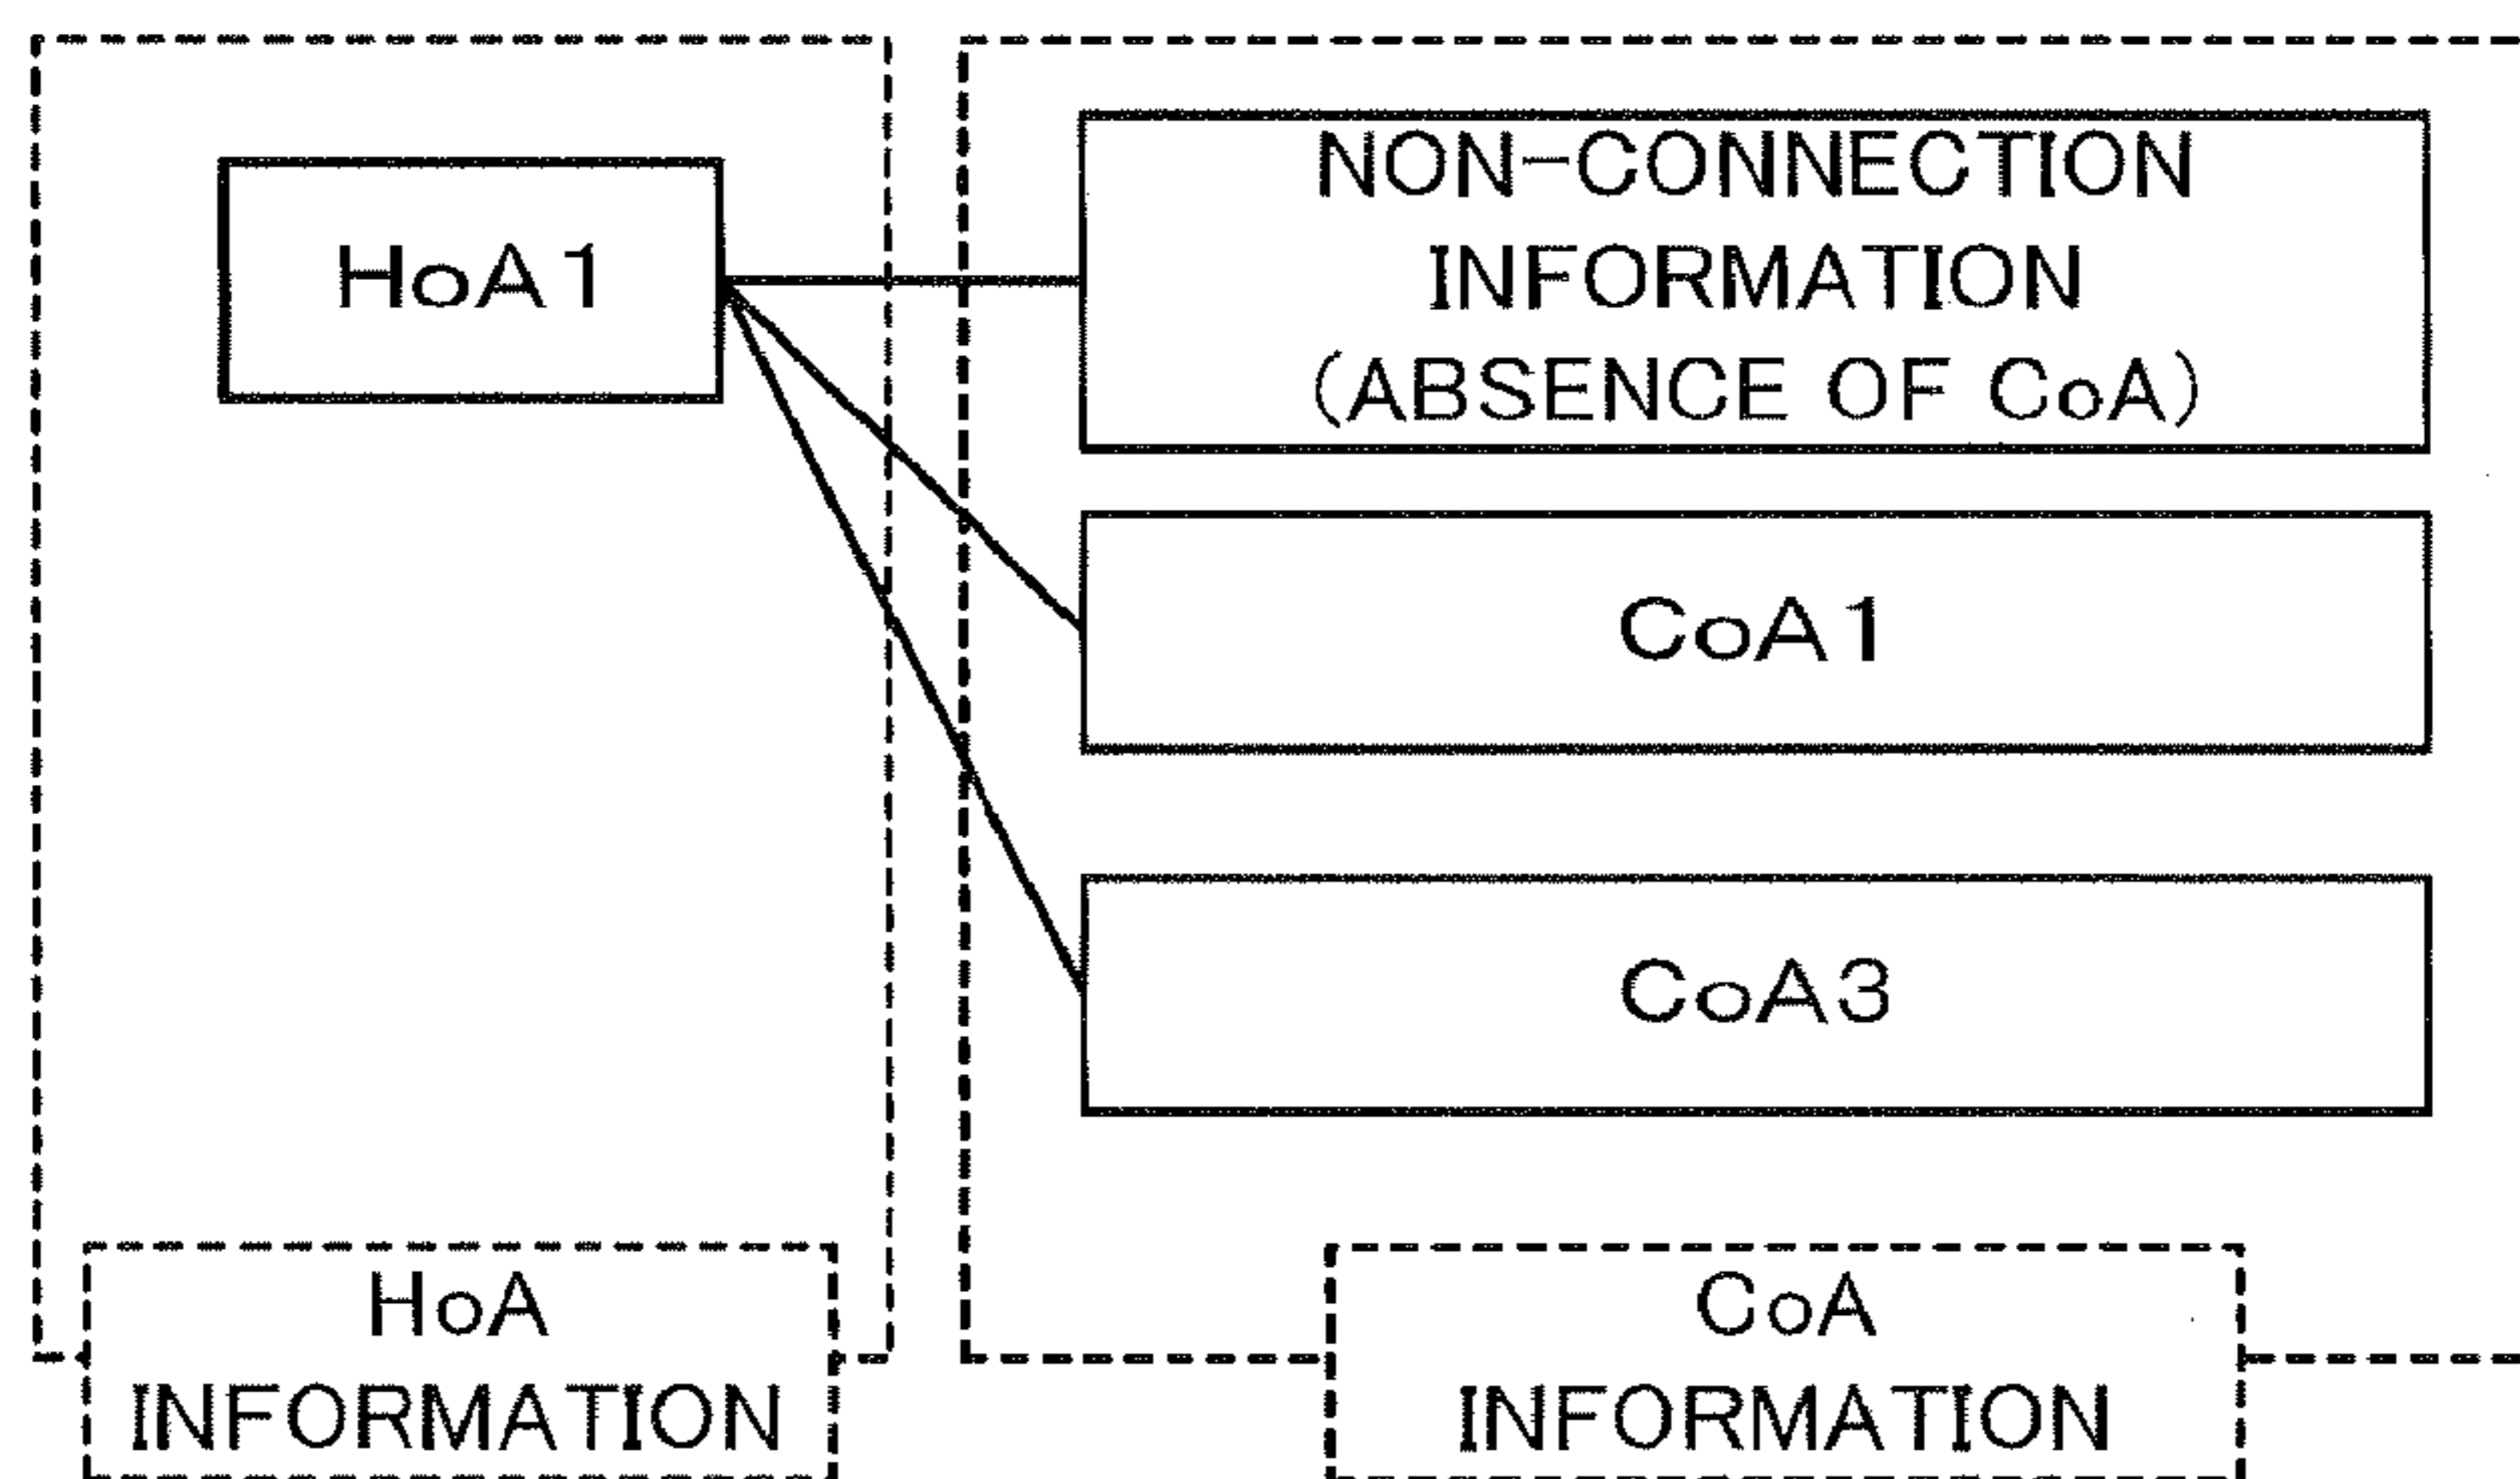 HoA1
NON-CONNECTION
INFORMATION
(ABSENCE OF CoA)
CoA1
CoA3
HoA
INFORMATION
CoA
INFORMATION